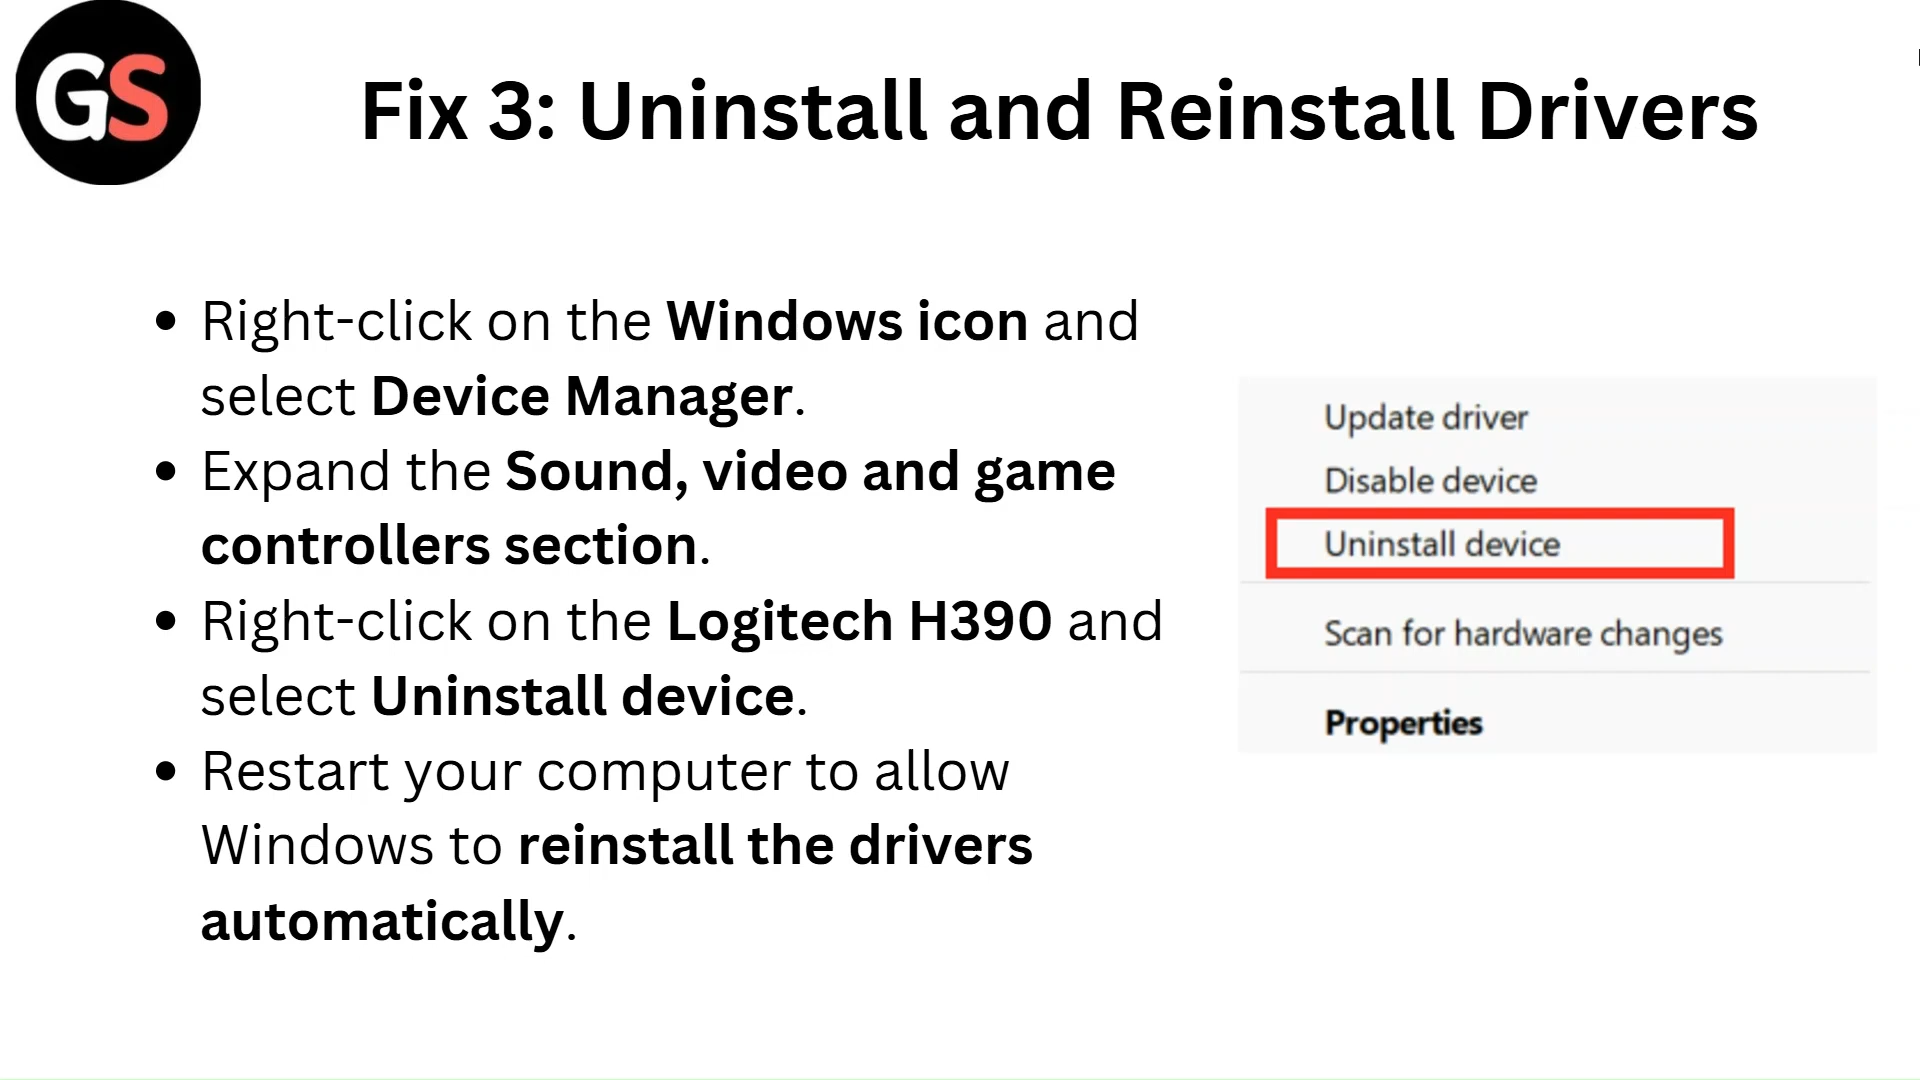 GS
Fix 3: Uninstall and Reinstall Drivers
• Right-click on the Windows icon and
select Device Manager.
• Expand the Sound, video and game
controllers section.
• Right-click on the Logitech H390 and
select Uninstall device.
• Restart your computer to allow
Windows to reinstall the drivers
automatically.
Update driver
Disable device
Uninstall device
Scan for hardware changes
Properties